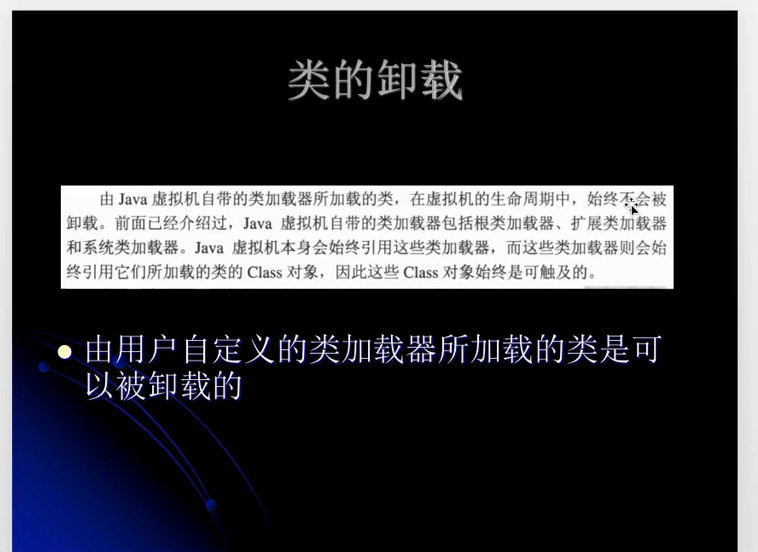 类的卸载
由 Java 虚拟机自带的类加载器所加载的类，在虚拟机的生命周期中，始终不会被
卸载。前面已经介绍过，Java 虚拟机自带的类加载器包括根类加载器、扩展类加载器
和系统类加载器。Java 虚拟机本身会始终引用这些类加载器，而这些类加载器则会始
终引用它们所加载的类的 Class 对象，因此这些 Class 对象始终是可触及的。
由用户自定义的类加载器所加载的类是可
以被卸载的